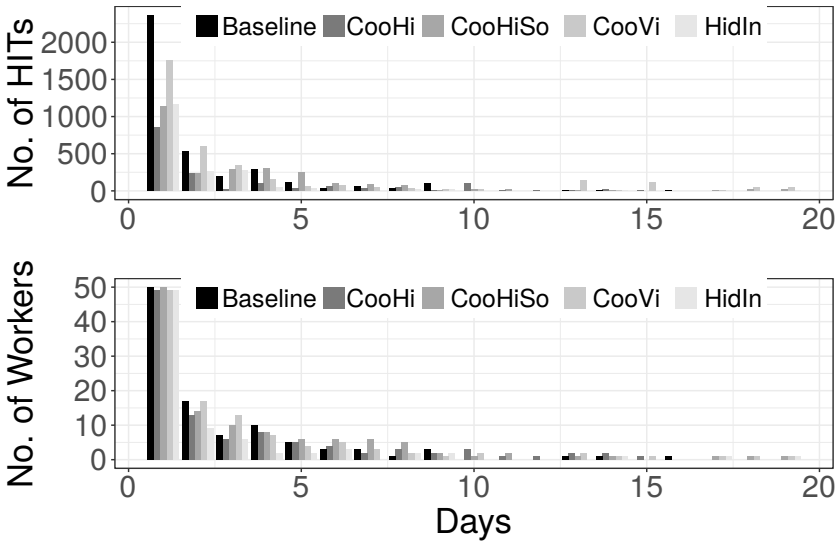 No. of HITs
Baseline CooHi CooHiSo CooVi HidIn
2000
1500
1000
500
0
0 5 10 15 20
No. of Workers
Baseline CooHi CooHiSo CooVi HidIn
50
40
30
20
10
0
0 5 10 15 20
Days